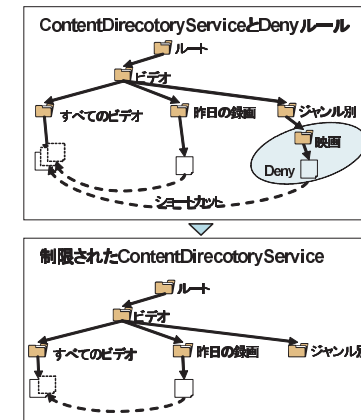 ContentDirecotoryServiceとDenyルール
ルート
ビデオ
すべてのビデオ
昨日の録画
ジャンル別
映画
Deny
ショートカット
制限されたContentDirecotoryService
ルート
ビデオ
すべてのビデオ
昨日の録画
ジャンル別